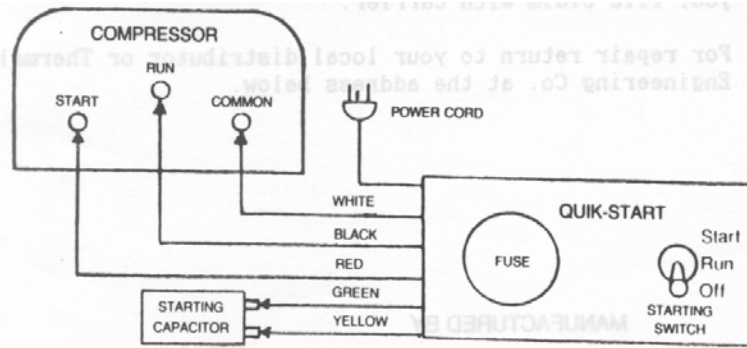 you, file claim with carrier.
For repair return to your local distributor or Thermal
Engineering Co. at the address below.
COMPRESSOR
RUN
START
COMMON
POWER CORD
WHITE
BLACK
RED
GREEN
YELLOW
STARTING
CAPACITOR
FUSE
QUIK-START
Start
Run
Off
STARTING
SWITCH
MANUFACTURED BY